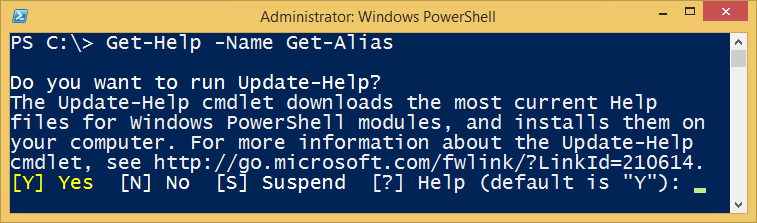 Administrator: Windows PowerShell
PS C:\> Get-Help -Name Get-Alias
Do you want to run Update-Help?
The Update-Help cmdlet downloads the most current Help
files for Windows PowerShell modules, and installs them on
your computer. For more information about the Update-Help
cmdlet, see http://go.microsoft.com/fwlink/?LinkId=210614.
[Y] Yes  [N] No  [S] Suspend  [?] Help (default is "Y"):